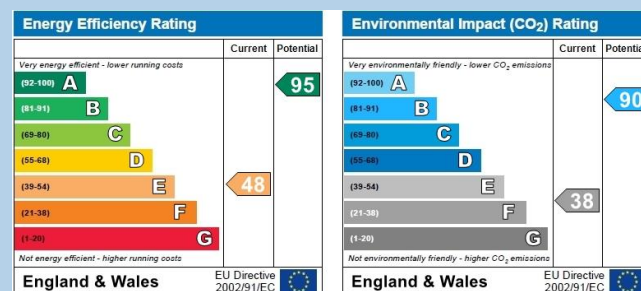 Energy Efficiency Rating
Current Potential
Very energy efficient - lower running costs
(92-100) A
95
(81-91) B
(69-80) C
(55-68) D
(39-54) E
48
(21-38) F
(1-20) G
Not energy efficient - higher running costs
England & Wales
EU Directive
2002/91/EC
Environmental Impact (CO₂) Rating
Current Potential
Very environmentally friendly - lower CO₂ emissions
(92-100) A
(81-91) B
90
(69-80) C
(55-68) D
(39-54) E
38
(21-38) F
(1-20) G
Not environmentally friendly - higher CO₂ emissions
England & Wales
EU Directive
2002/91/EC